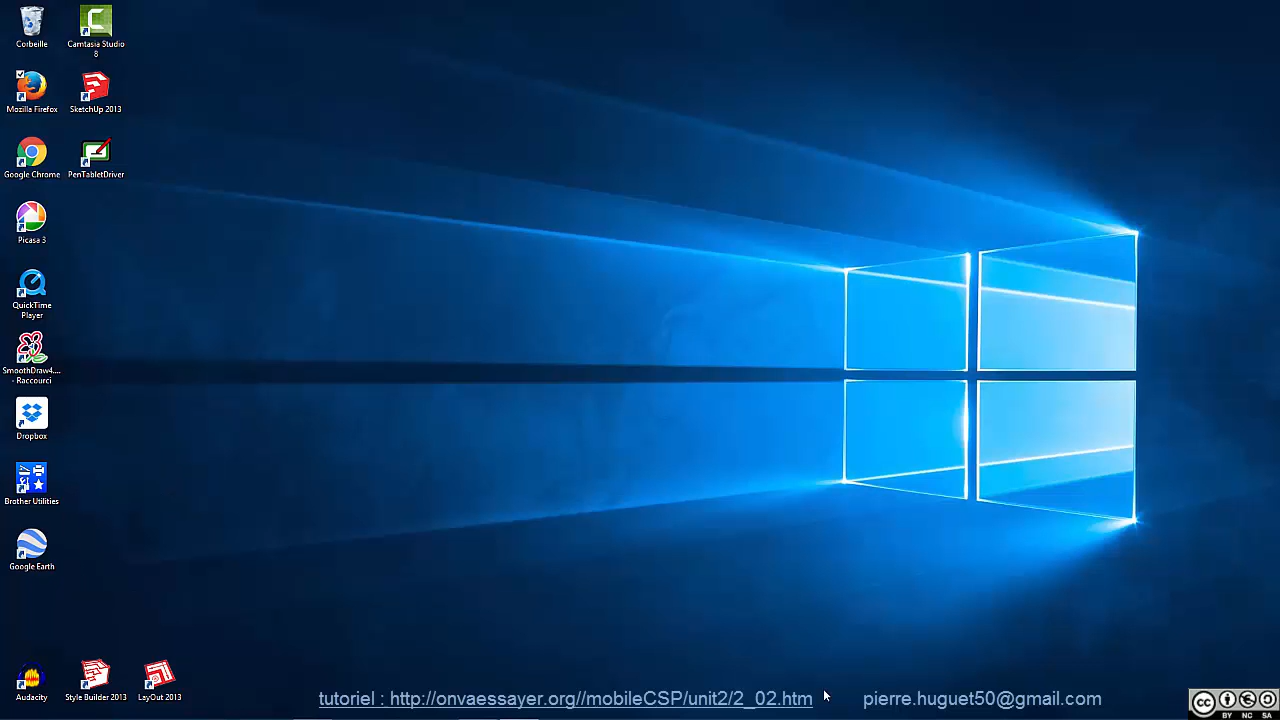 Corbeille
Camtasia Studio
8
Mozilla Firefox
SketchUp 2013
Google Chrome
PenTabletDriver
Picasa 3
QuickTime
Player
SmoothDraw4....
- Raccourci
Dropbox
Brother Utilities
Google Earth
Audacity
Style Builder 2013
LayOut 2013
tutoriel : http://onvaessayer.org//mobileCSP/unit2/2_02.htm
pierre.huguet50@gmail.com
cc
BY NC SA